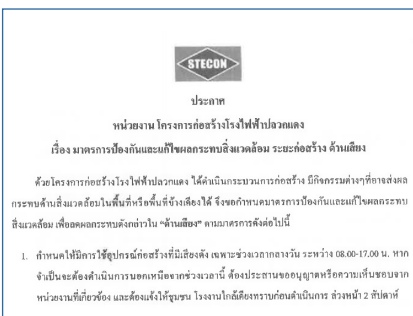 STECON
ประกาศ
หน่วยงาน โครงการก่อสร้างโรงไฟฟ้าปลวกแดง
เรื่อง มาตรการป้องกันและแก้ไขผลกระทบสิ่งแวดล้อม ระยะก่อสร้าง ด้านเสียง
ด้วยโครงการก่อสร้างโรงไฟฟ้าปลวกแดง ได้ดำเนินกระบวนการก่อสร้าง มีกิจกรรมต่างๆที่อาจส่งผล
กระทบด้านสิ่งแวดล้อมในพื้นที่หรือพื้นที่ข้างเคียงได้ จึงขอกำหนดมาตรการป้องกันและแก้ไขผลกระทบ
สิ่งแวดล้อม เพื่อลดผลกระทบดังกล่าวใน "ด้านเสียง" ตามมาตรการดังต่อไปนี้
1. กำหนดให้มีการใช้อุปกรณ์ก่อสร้างที่มีเสียงดัง เฉพาะช่วงเวลากลางวัน ระหว่าง 08.00-17.00 น. หาก
จำเป็นจะต้องดำเนินการนอกเหนือจากช่วงเวลานี้ ต้องประสานขออนุญาตหรือความเห็นชอบจาก
หน่วยงานที่เกี่ยวข้อง และต้องแจ้งให้ชุมชน โรงงานใกล้เคียงทราบก่อนดำเนินการ ล่วงหน้า 2 สัปดาห์